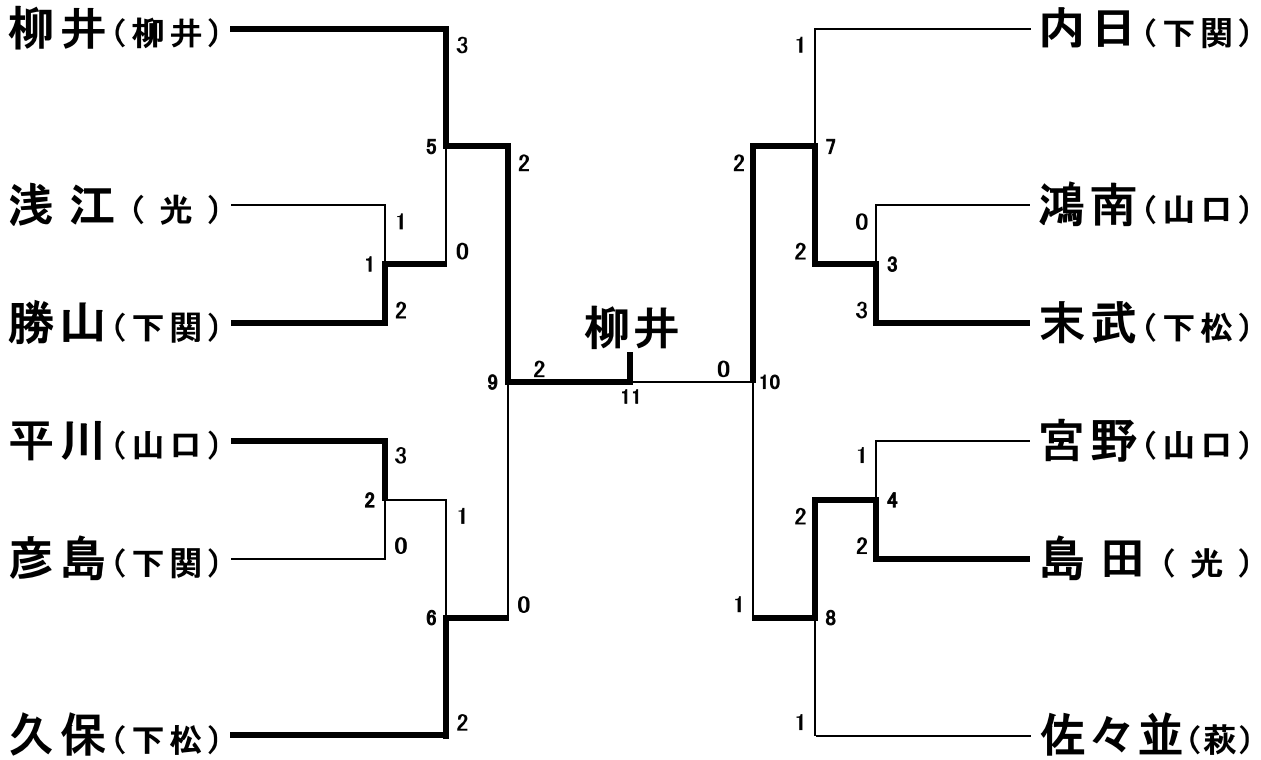 柳井(柳井)
3
5
2
浅江(光)
1
1
0
勝山(下関)
2
平川(山口)
3
2
1
彦島(下関)
0
6
0
久保(下松)
2
9
2
柳井
11
0
10
内日(下関)
1
7
2
鴻南(山口)
0
2
3
末武(下松)
3
宮野(山口)
1
4
2
島田(光)
2
1
8
佐々並(萩)
1